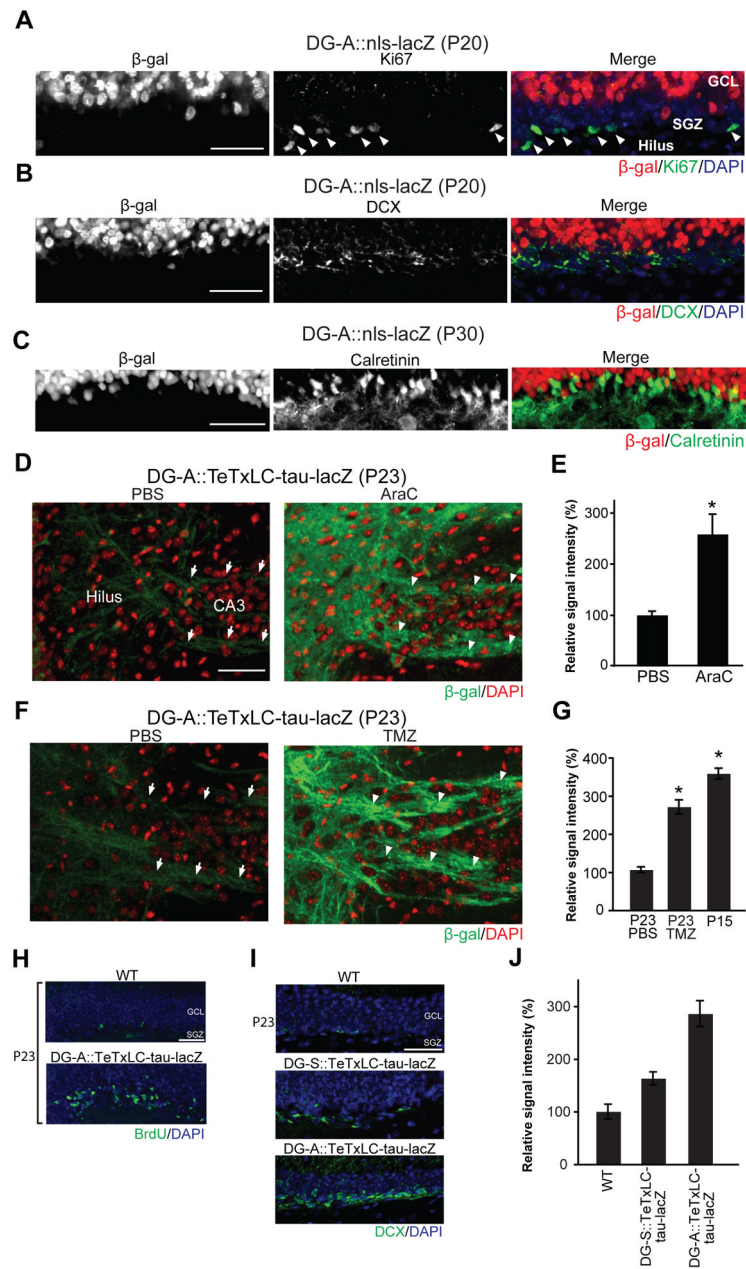 A
DG-A::nls-lacZ (P20)
β-gal
Ki67
Merge
GCL
SGZ
Hilus
β-gal/Ki67/DAPI
B
DG-A::nls-lacZ (P20)
β-gal
DCX
Merge
β-gal/DCX/DAPI
C
DG-A::nls-lacZ (P30)
β-gal
Calretinin
Merge
β-gal/Calretinin
D
DG-A::TeTxLC-tau-lacZ (P23)
PBS
AraC
Hilus
CA3
β-gal/DAPI
E
Relative signal intensity (%)
300
200
100
0
*
PBS
AraC
F
DG-A::TeTxLC-tau-lacZ (P23)
PBS
TMZ
β-gal/DAPI
G
Relative signal intensity (%)
400
300
200
100
0
*
*
P23 PBS
P23 TMZ
P15
H
WT
GCL
SGZ
P23
DG-A::TeTxLC-tau-lacZ
BrdU/DAPI
I
WT
P23
GCL
SGZ
DG-S::TeTxLC-tau-lacZ
DG-A::TeTxLC-tau-lacZ
DCX/DAPI
J
Relative signal intensity (%)
300
200
100
0
WT
DG-S::TeTxLC-
tau-lacZ
DG-A::TeTxLC-
tau-lacZ